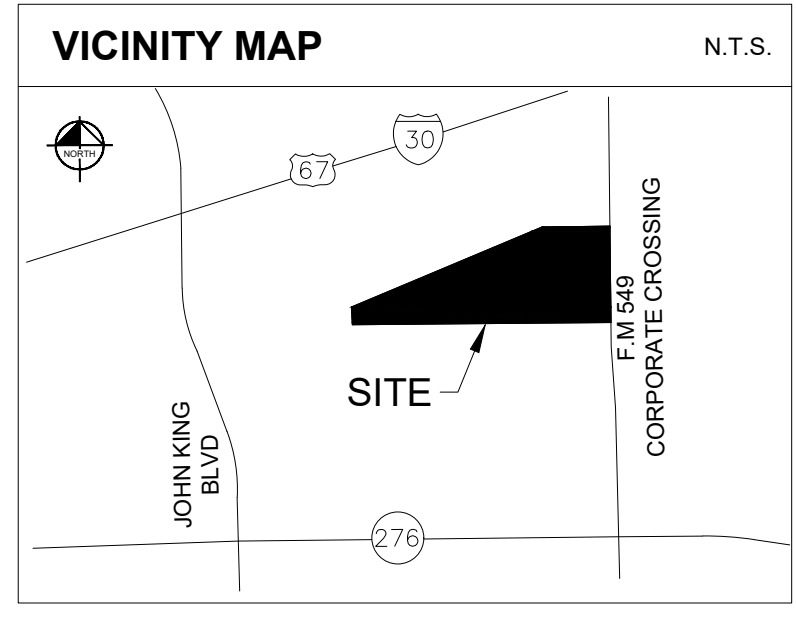 VICINITY MAP
N.T.S.
NORTH
30
67
F.M 549
CORPORATE CROSSING
SITE
JOHN KING
BLVD
276